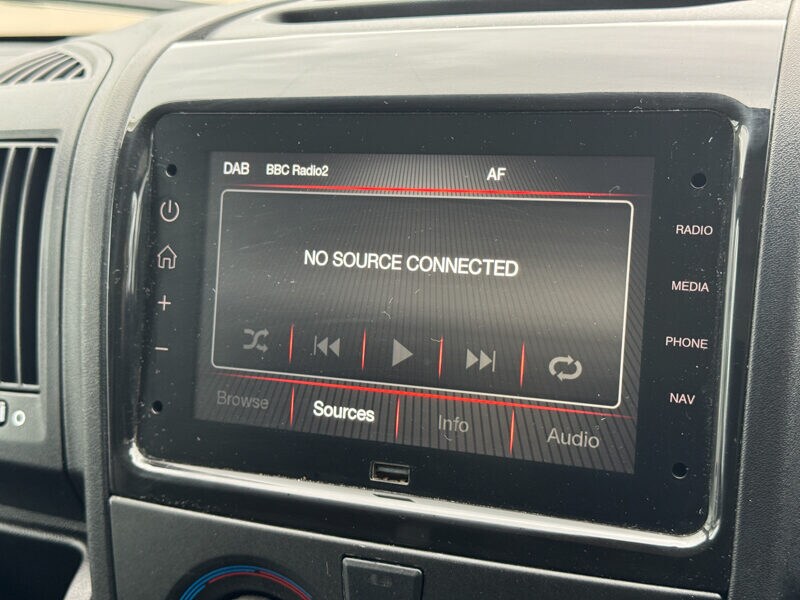 DAB BBC Radio2 AF
NO SOURCE CONNECTED
Browse Sources Info Audio
+
−
RADIO
MEDIA
PHONE
NAV